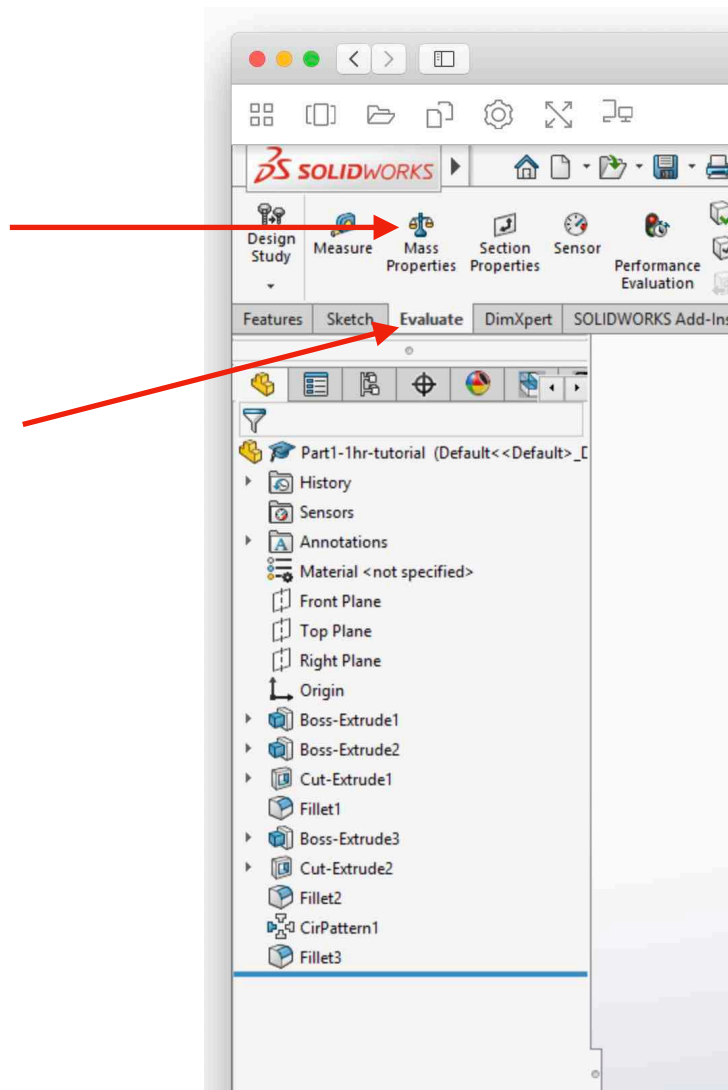 SOLIDWORKS
Design
Study
Measure
Mass
Properties
Section
Properties
Sensor
Performance
Evaluation
Features
Sketch
Evaluate
DimXpert
SOLIDWORKS Add-Ins
Part1-1hr-tutorial (Default<<Default>_D
History
Sensors
Annotations
Material <not specified>
Front Plane
Top Plane
Right Plane
Origin
Boss-Extrude1
Boss-Extrude2
Cut-Extrude1
Fillet1
Boss-Extrude3
Cut-Extrude2
Fillet2
CirPattern1
Fillet3